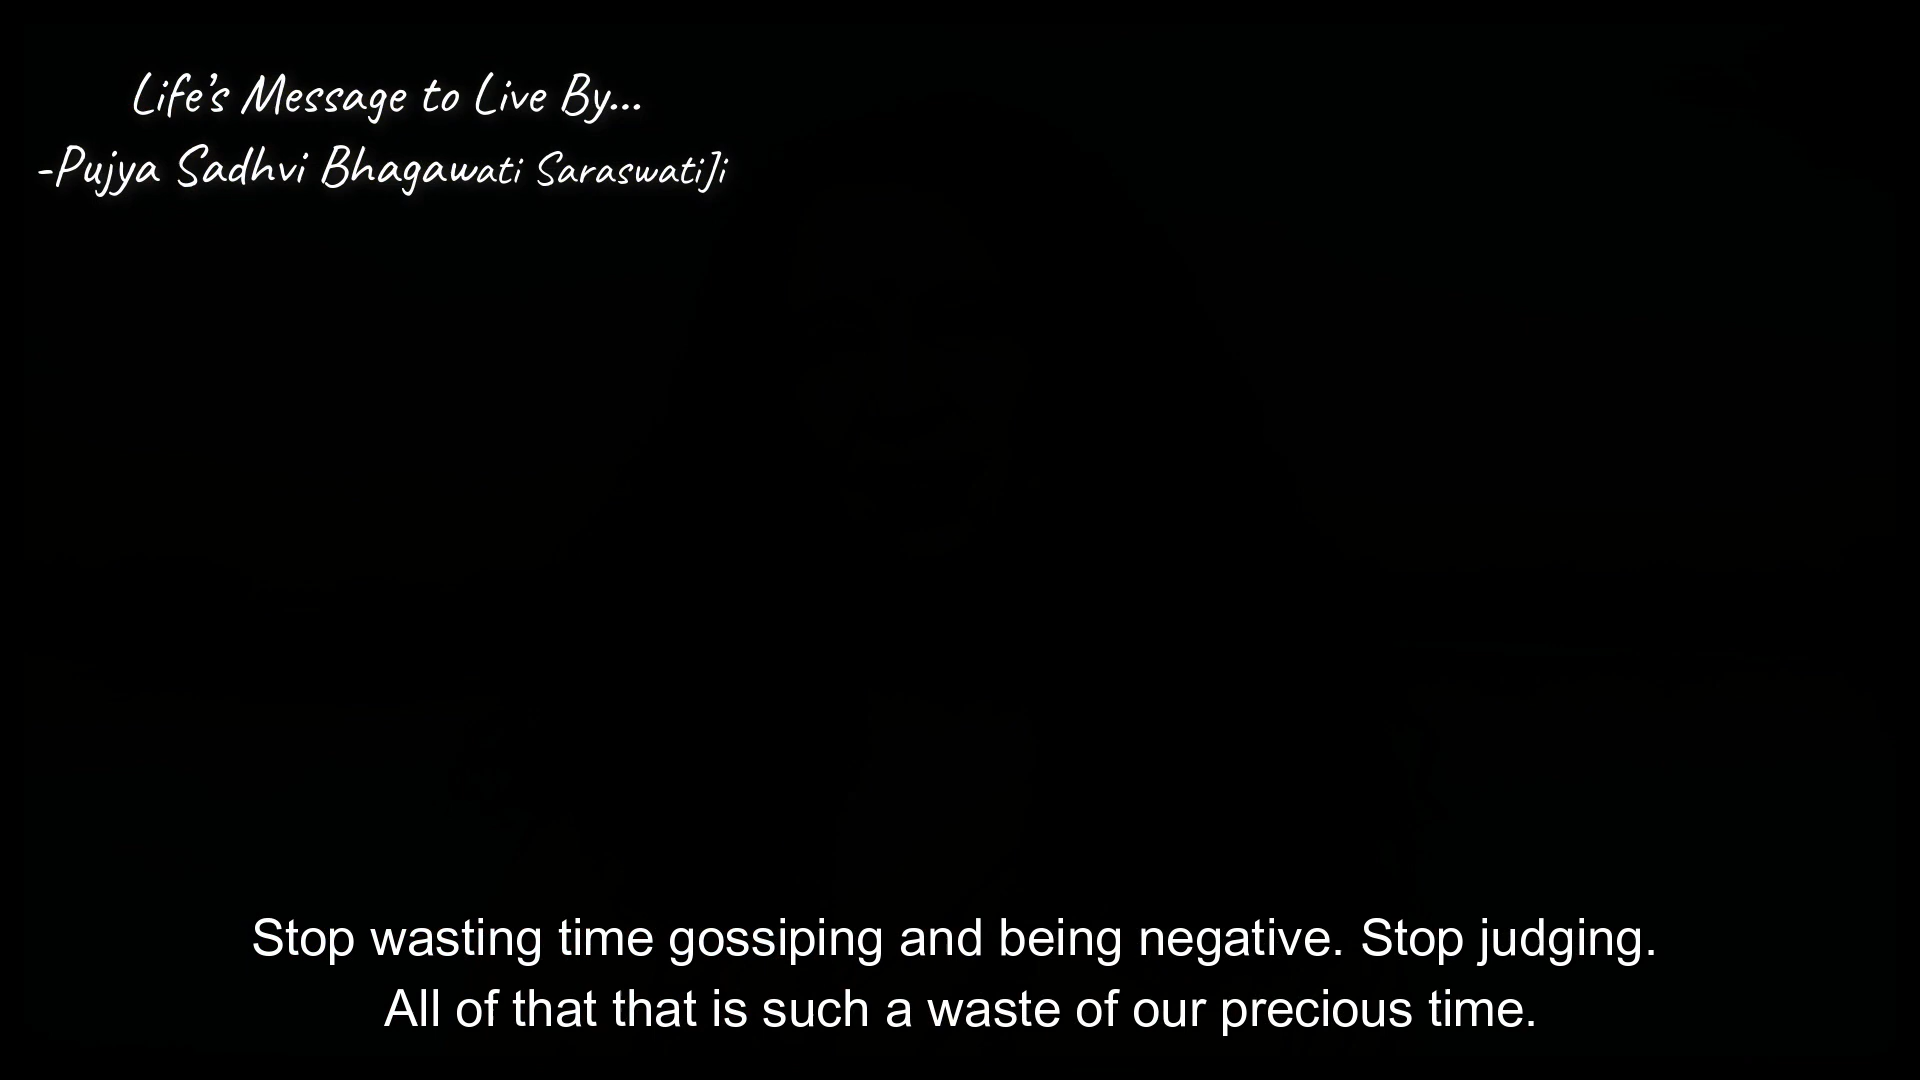 Life's Message to Live By...
-Pujya Sadhvi Bhagawati SaraswatiJi
Stop wasting time gossiping and being negative. Stop judging.
All of that that is such a waste of our precious time.